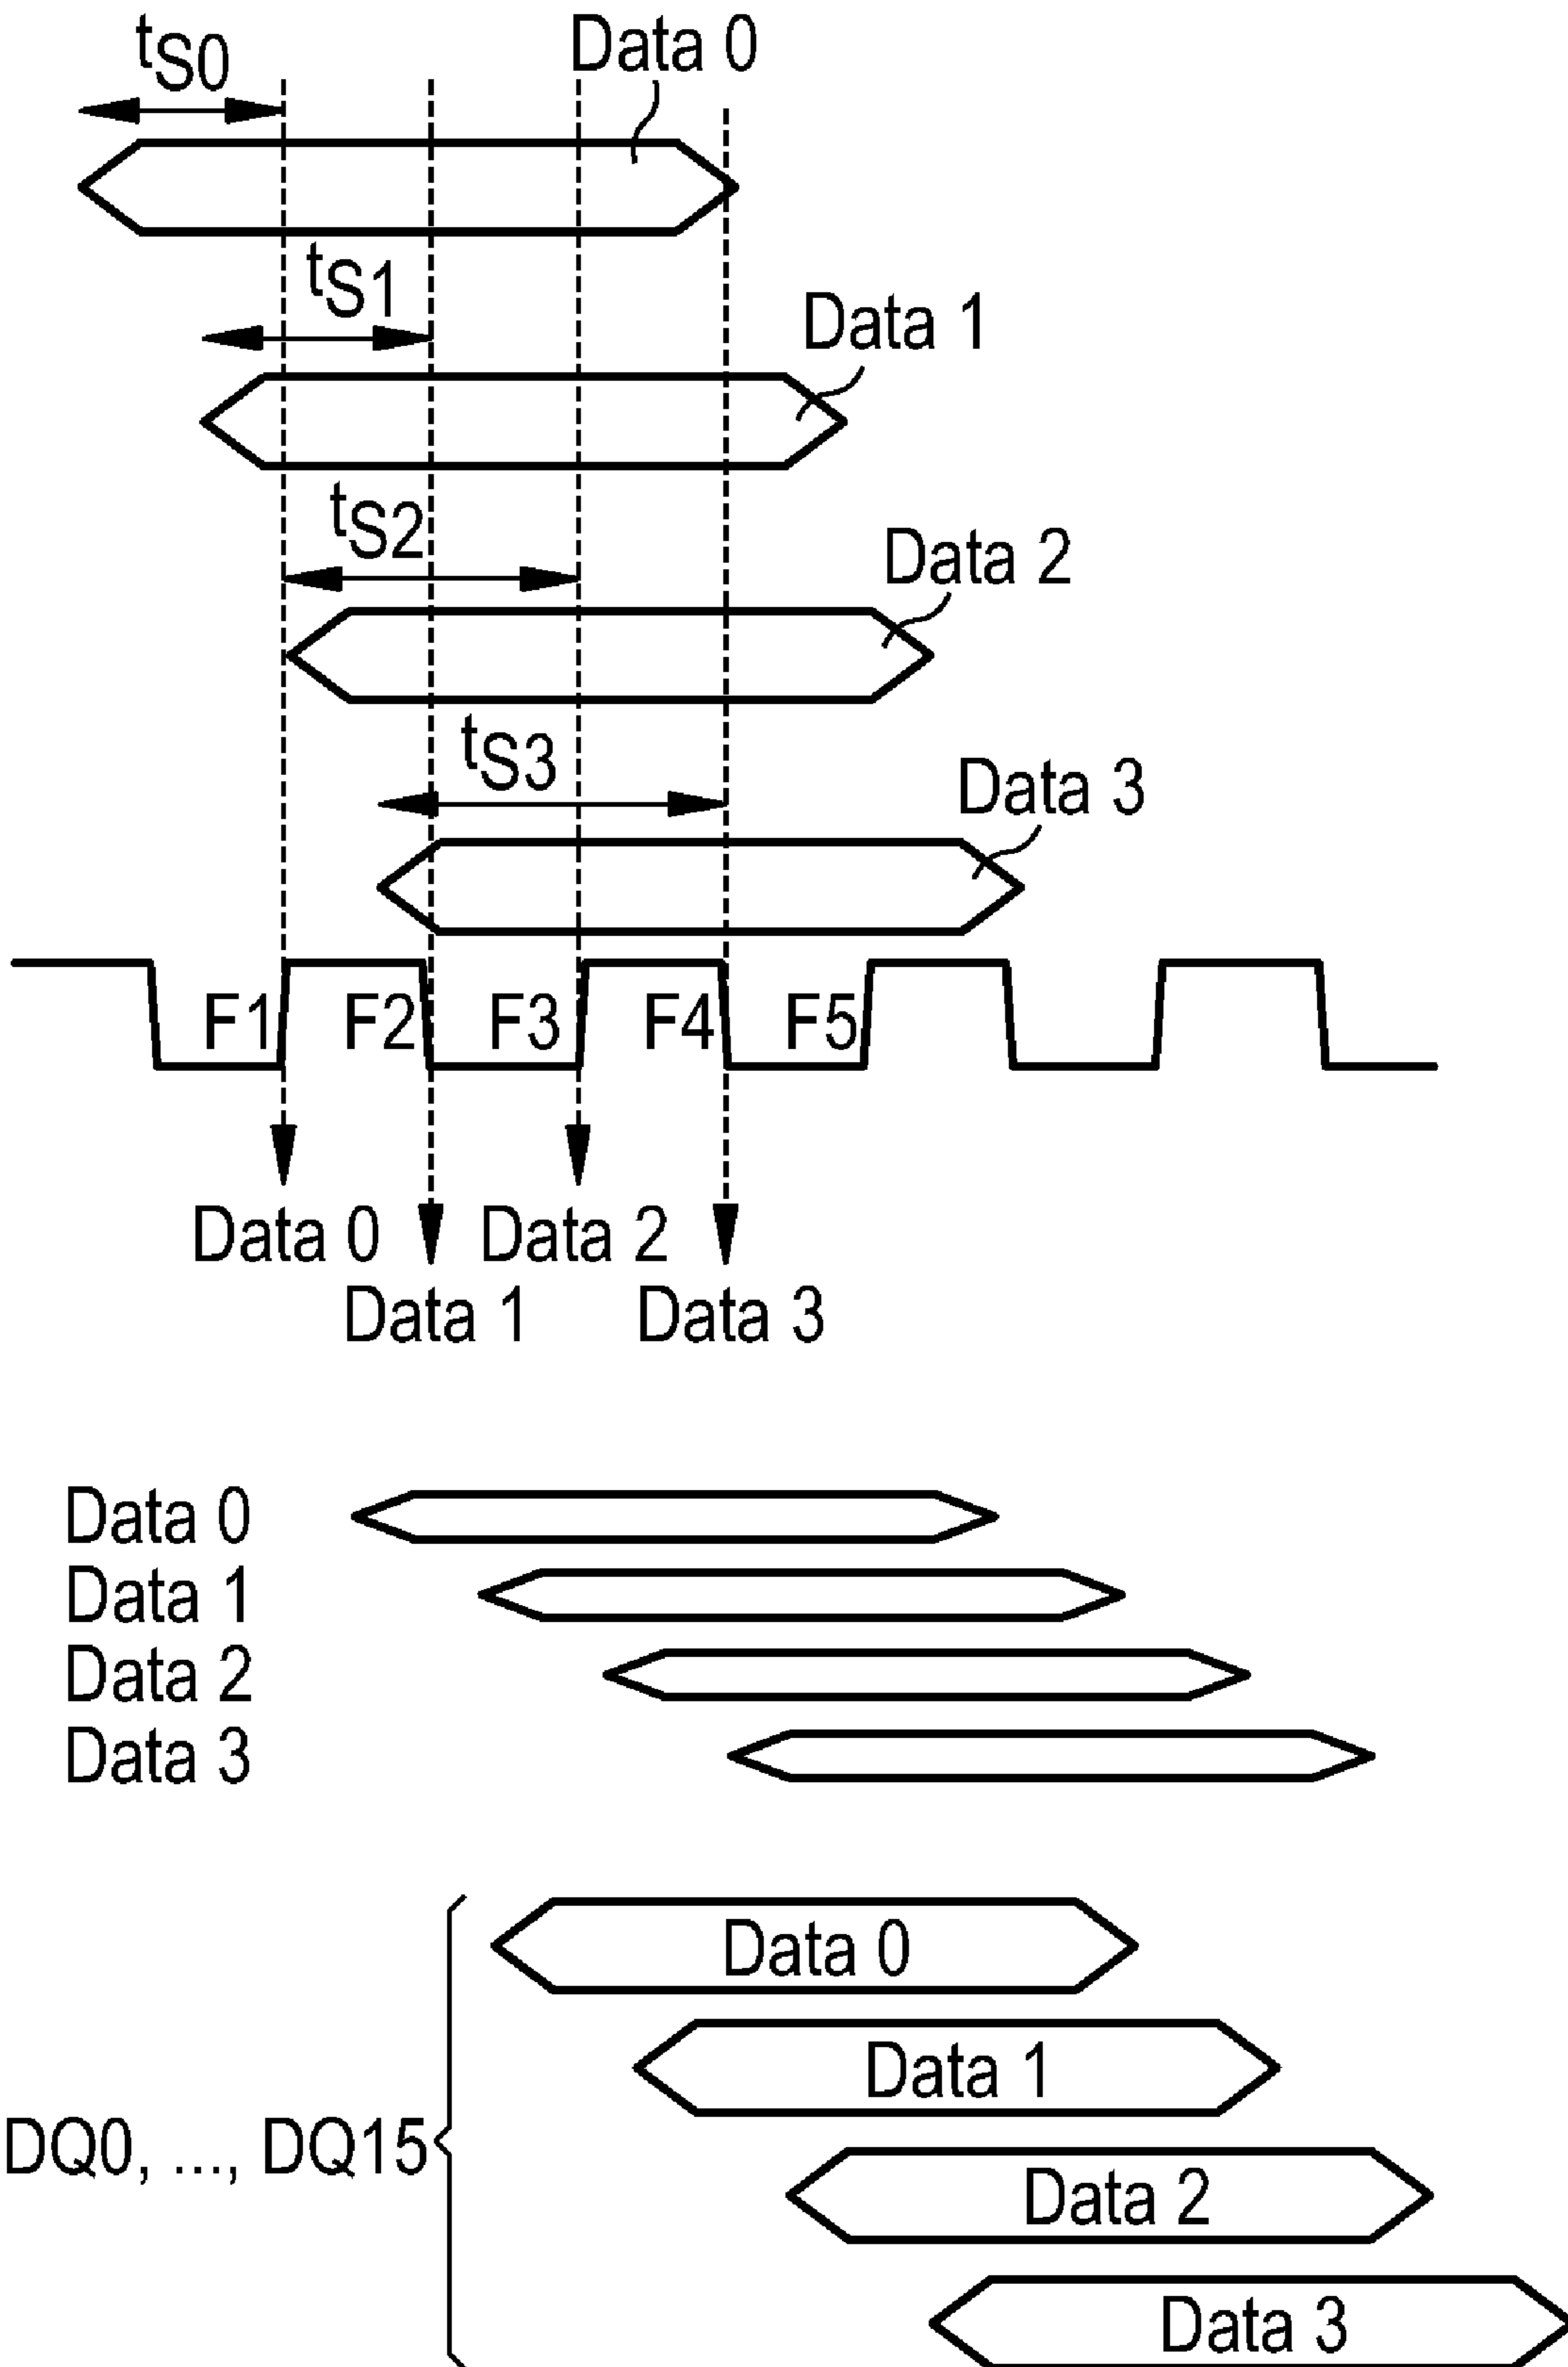 tS0
Data 0
tS1
Data 1
tS2
Data 2
tS3
Data 3
F1 F2 F3 F4 F5
Data 0 Data 2
Data 1 Data 3
Data 0
Data 1
Data 2
Data 3
Data 0
Data 1
DQ0, ..., DQ15
Data 2
Data 3